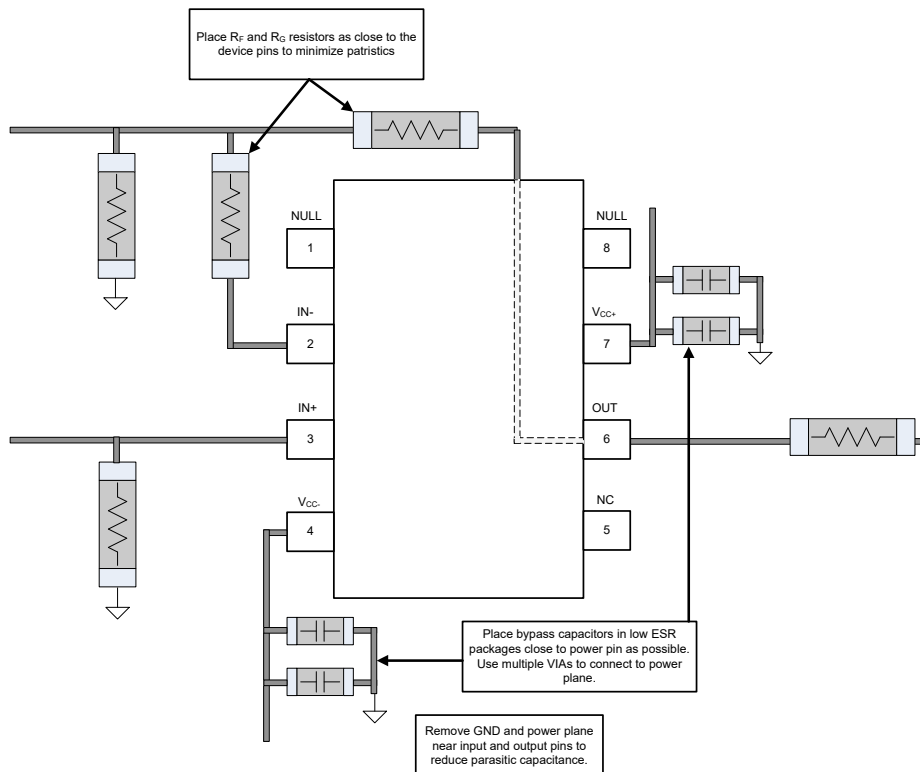 Place RF and RG resistors as close to the
device pins to minimize patristics
NULL
1
NULL
8
IN-
2
VCC+
7
IN+
3
OUT
6
VCC-
4
NC
5
Place bypass capacitors in low ESR
packages close to power pin as possible.
Use multiple VIAs to connect to power
plane.
Remove GND and power plane
near input and output pins to
reduce parasitic capacitance.